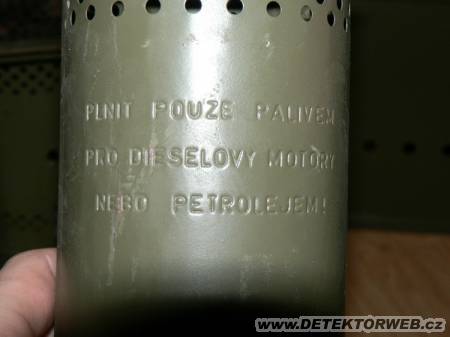 PLNIT POUZE PALIVEM
PRO DIESELOVY MOTORY
NEBO PETROLEJEM!
WWW.DETEKTORWEB.CZ